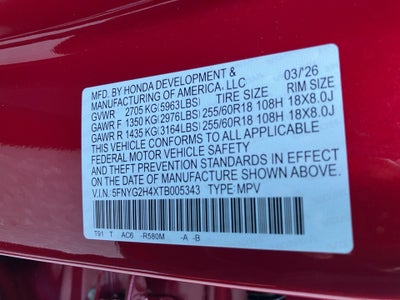 MFD. BY HONDA DEVELOPMENT & 03/'26
MANUFACTURING OF AMERICA, LLC
GVWR 2705 KG(5963LBS) TIRE SIZE RIM SIZE
GAWR F 1350 KG(2976LBS) 255/60R18 108H 18X8.0J
GAWR R 1435 KG(3164LBS) 255/60R18 108H 18X8.0J
THIS VEHICLE CONFORMS TO ALL APPLICABLE
FEDERAL MOTOR VEHICLE SAFETY
AND THEFT PREVENTION STANDARDS IN EFFECT
ON THE DATE OF MANUFACTURE SHOWN ABOVE.
V.I.N. 5FNYG2H4XTB005343 TYPE: MPV
T91 T AC6 -R580M -A -B